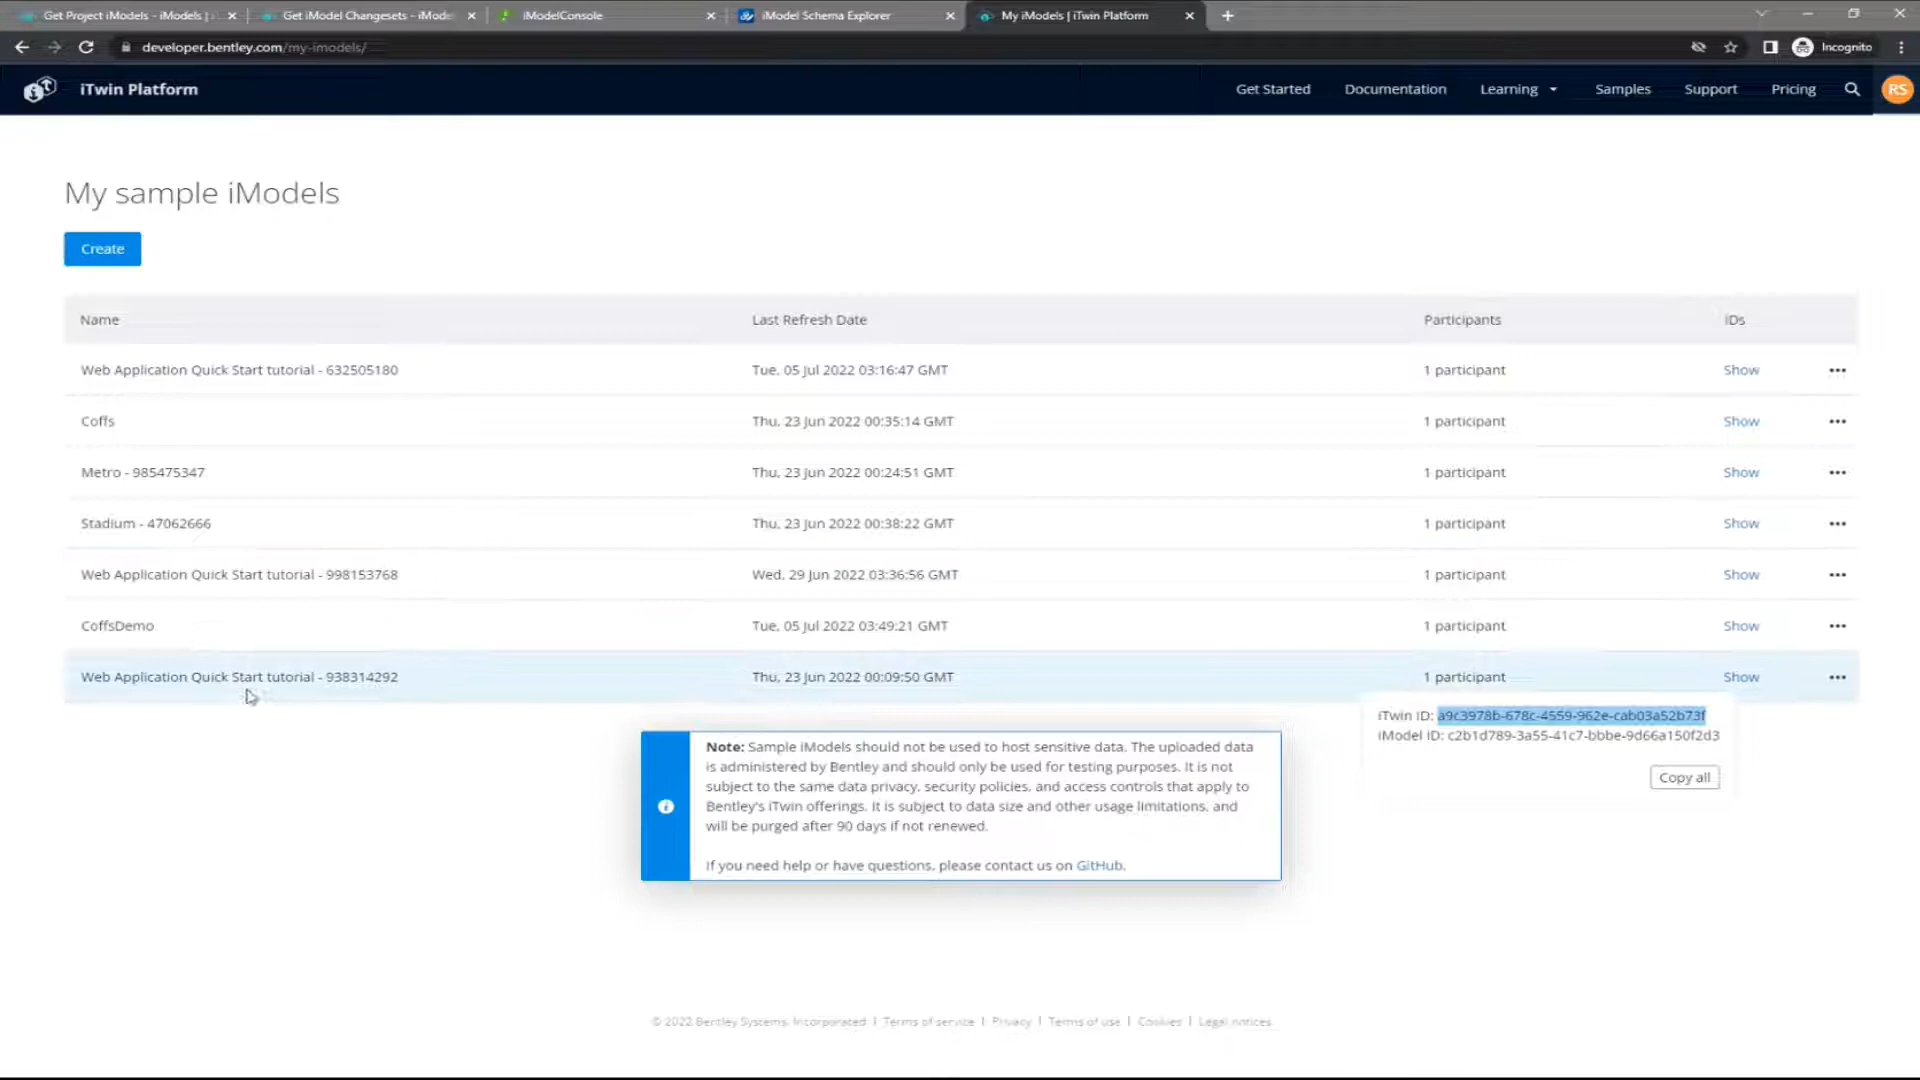 Get Project iModels - iModels |
Get iModel Changesets - iMode
iModelConsole
iModel Schema Explorer
My iModels | iTwin Platform
developer.bentley.com/my-imodels/
Incognito
iTwin Platform
Get Started
Documentation
Learning
Samples
Support
Pricing
RS
My sample iModels
Create
Name Last Refresh Date Participants IDs
Web Application Quick Start tutorial - 632505180 Tue, 05 Jul 2022 03:16:47 GMT 1 participant Show
Coffs Thu, 23 Jun 2022 00:35:14 GMT 1 participant Show
Metro - 985475347 Thu, 23 Jun 2022 00:24:51 GMT 1 participant Show
Stadium - 47062666 Thu, 23 Jun 2022 00:38:22 GMT 1 participant Show
Web Application Quick Start tutorial - 998153768 Wed, 29 Jun 2022 03:36:56 GMT 1 participant Show
CoffsDemo Tue, 05 Jul 2022 03:49:21 GMT 1 participant Show
Web Application Quick Start tutorial - 938314292 Thu, 23 Jun 2022 00:09:50 GMT 1 participant Show
iTwin ID: a9c3978b-678c-4559-962e-cab03a52b73f
iModel ID: c2b1d789-3a55-41c7-bbbe-9d66a150f2d3
Copy all
Note: Sample iModels should not be used to host sensitive data. The uploaded data
is administered by Bentley and should only be used for testing purposes. It is not
subject to the same data privacy, security policies, and access controls that apply to
Bentley's iTwin offerings. It is subject to data size and other usage limitations, and
will be purged after 90 days if not renewed.
If you need help or have questions, please contact us on GitHub.
© 2022 Bentley Systems, Incorporated | Terms of service | Privacy | Terms of use | Cookies | Legal notices